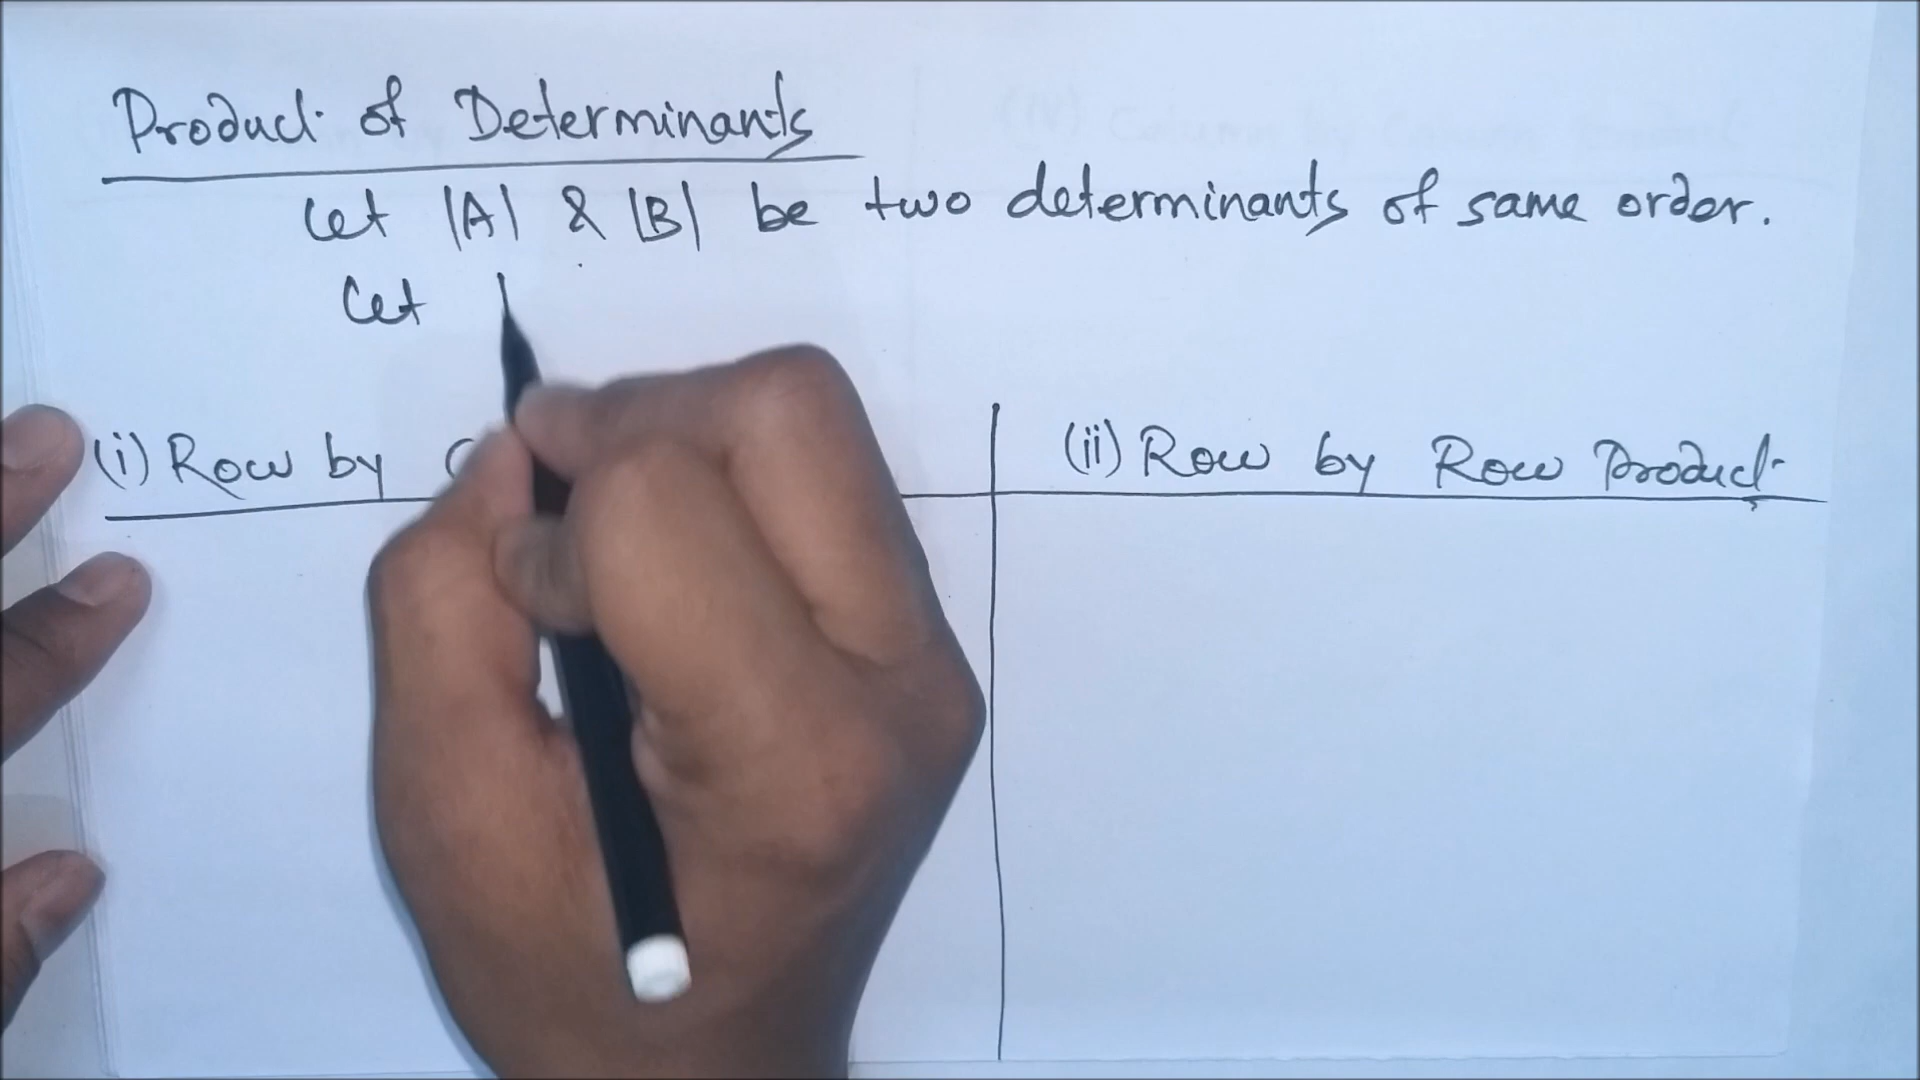 Product of Determinants
Let |A| & |B| be two determinants of same order.
Let
(i) Row by
(ii) Row by Row Product